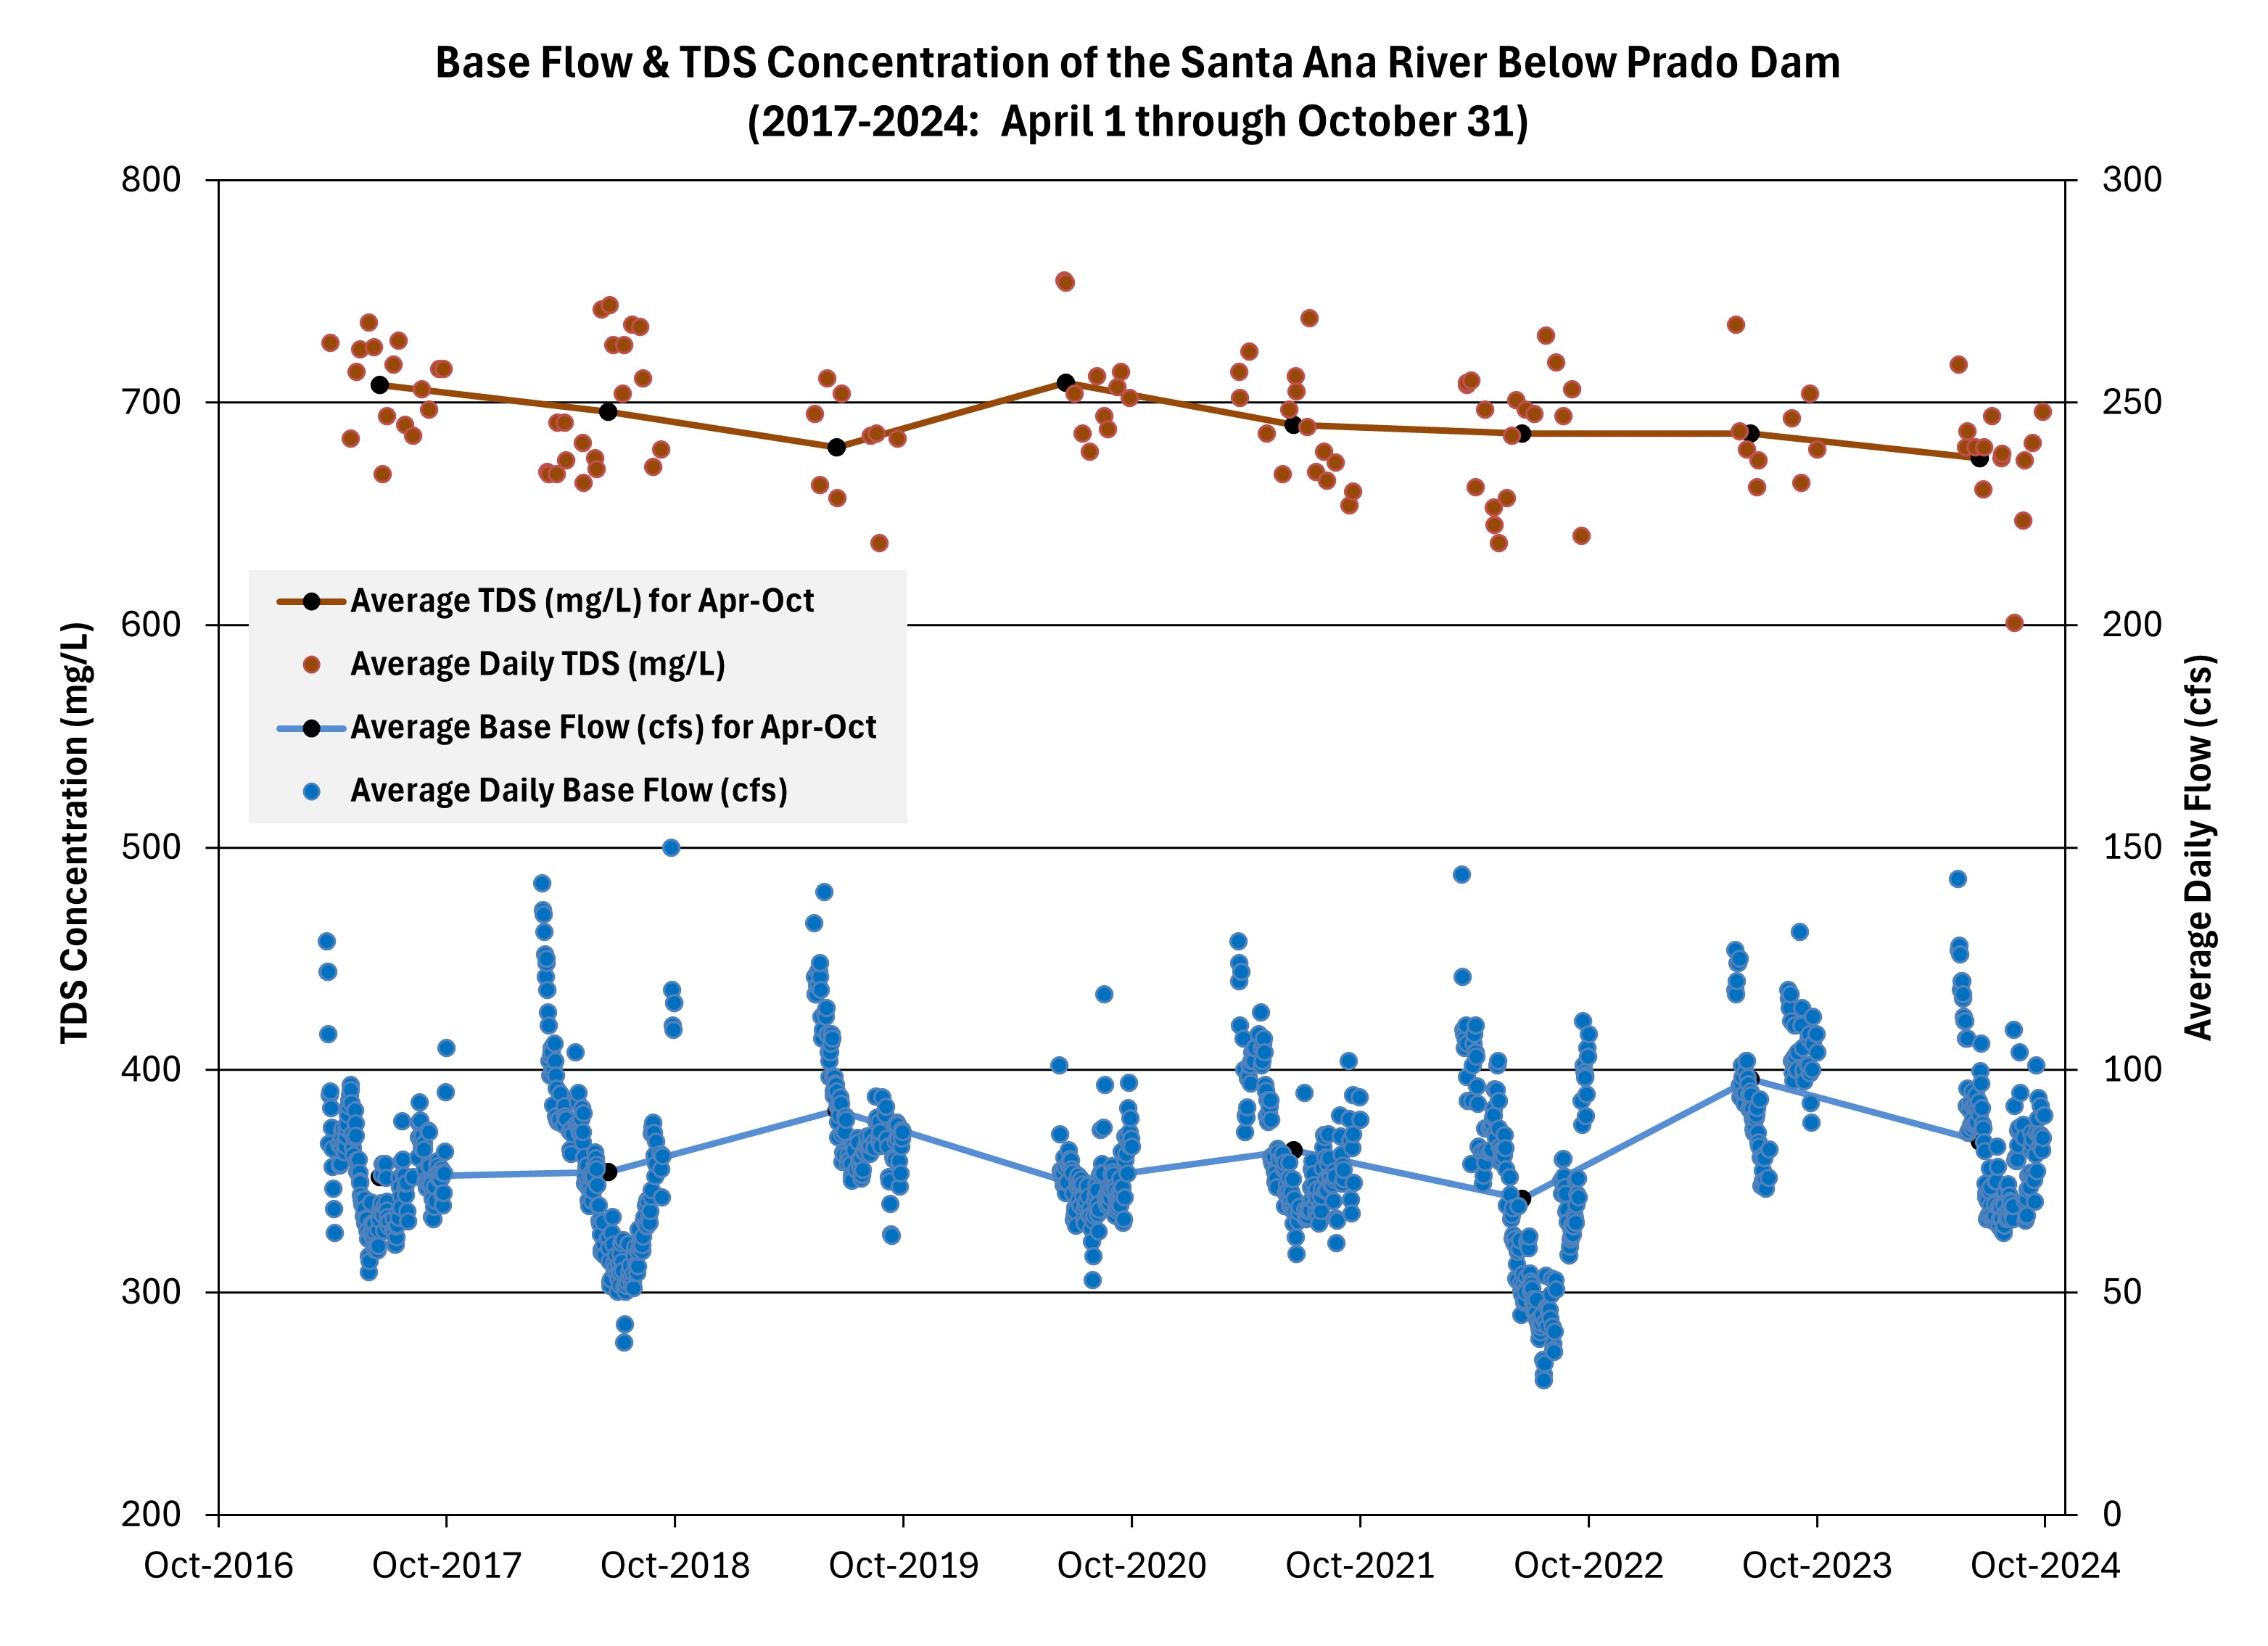 Base Flow & TDS Concentration of the Santa Ana River Below Prado Dam
(2017-2024: April 1 through October 31)
800
700
600
500
400
300
200
TDS Concentration (mg/L)
300
250
200
150
100
50
0
Average Daily Flow (cfs)
Average TDS (mg/L) for Apr-Oct
Average Daily TDS (mg/L)
Average Base Flow (cfs) for Apr-Oct
Average Daily Base Flow (cfs)
Oct-2016 Oct-2017 Oct-2018 Oct-2019 Oct-2020 Oct-2021 Oct-2022 Oct-2023 Oct-2024